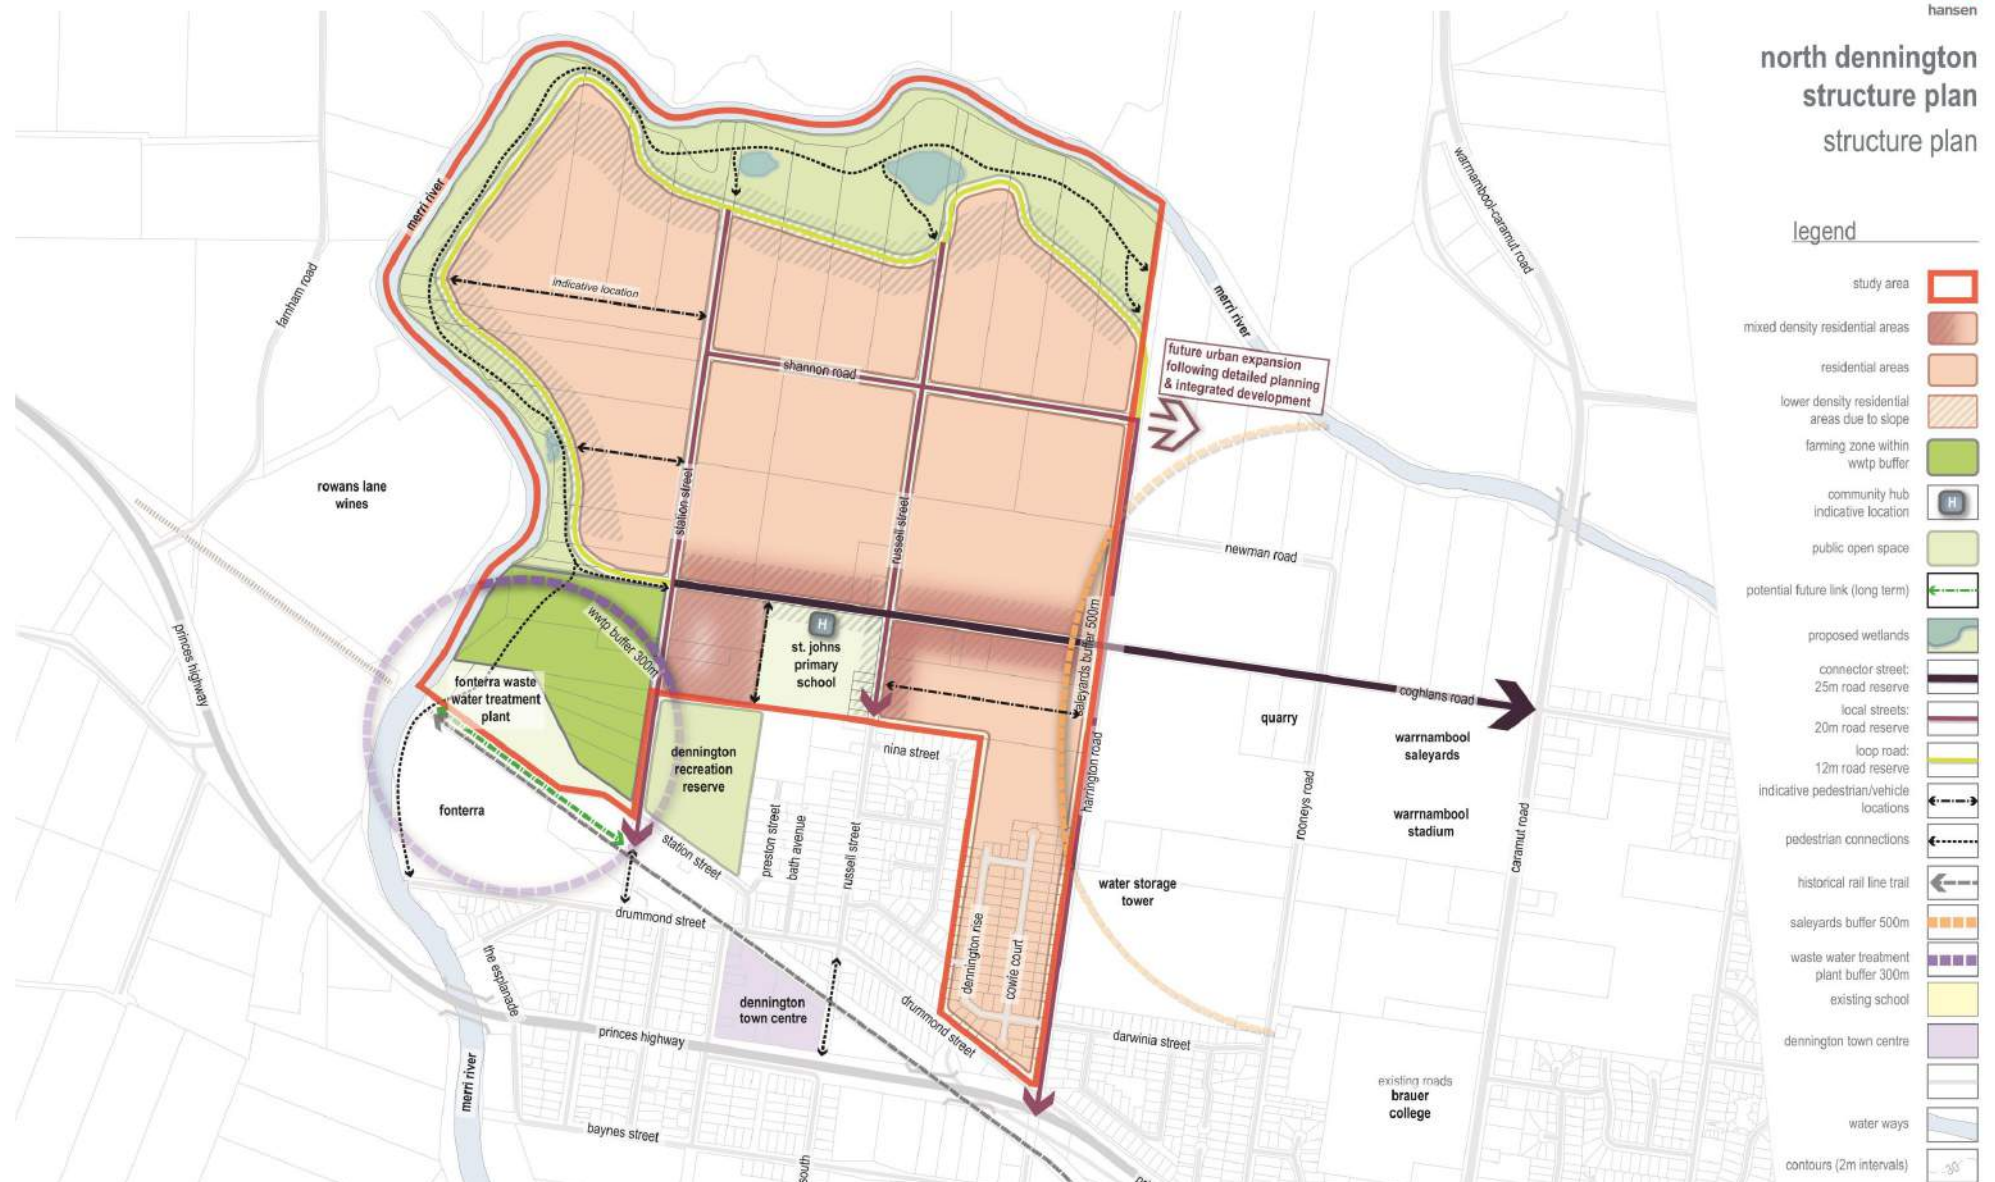 hansen
north dennington
structure plan
structure plan
legend
study area
mixed density residential areas
residential areas
lower density residential
areas due to slope
farming zone within
wwtp buffer
community hub
indicative location
H
public open space
potential future link (long term)
proposed wetlands
connector street:
25m road reserve
local streets:
20m road reserve
loop road:
12m road reserve
indicative pedestrian/vehicle
locations
pedestrian connections
historical rail line trail
saleyards buffer 500m
waste water treatment
plant buffer 300m
existing school
dennington town centre
water ways
contours (2m intervals)
30
merri river
farnham road
indicative location
shannon road
merri river
warrnambool-caramut road
future urban expansion
following detailed planning
& integrated development
rowans lane
wines
station street
russell street
newman road
princes highway
wwtp buffer 300m
H
st. johns
primary
school
saleyards buffer 500m
coghlans road
fonterra waste
water treatment
plant
quarry
warrnambool
saleyards
nina street
dennington
recreation
reserve
harrington road
rooneys road
fonterra
warrnambool
stadium
caramut road
preston street
bath avenue
russell street
station street
water storage
tower
drummond street
dennington rise
cowie court
the esplanade
dennington
town centre
drummond street
princes highway
darwinia street
merri river
existing roads
brauer
college
baynes street
south